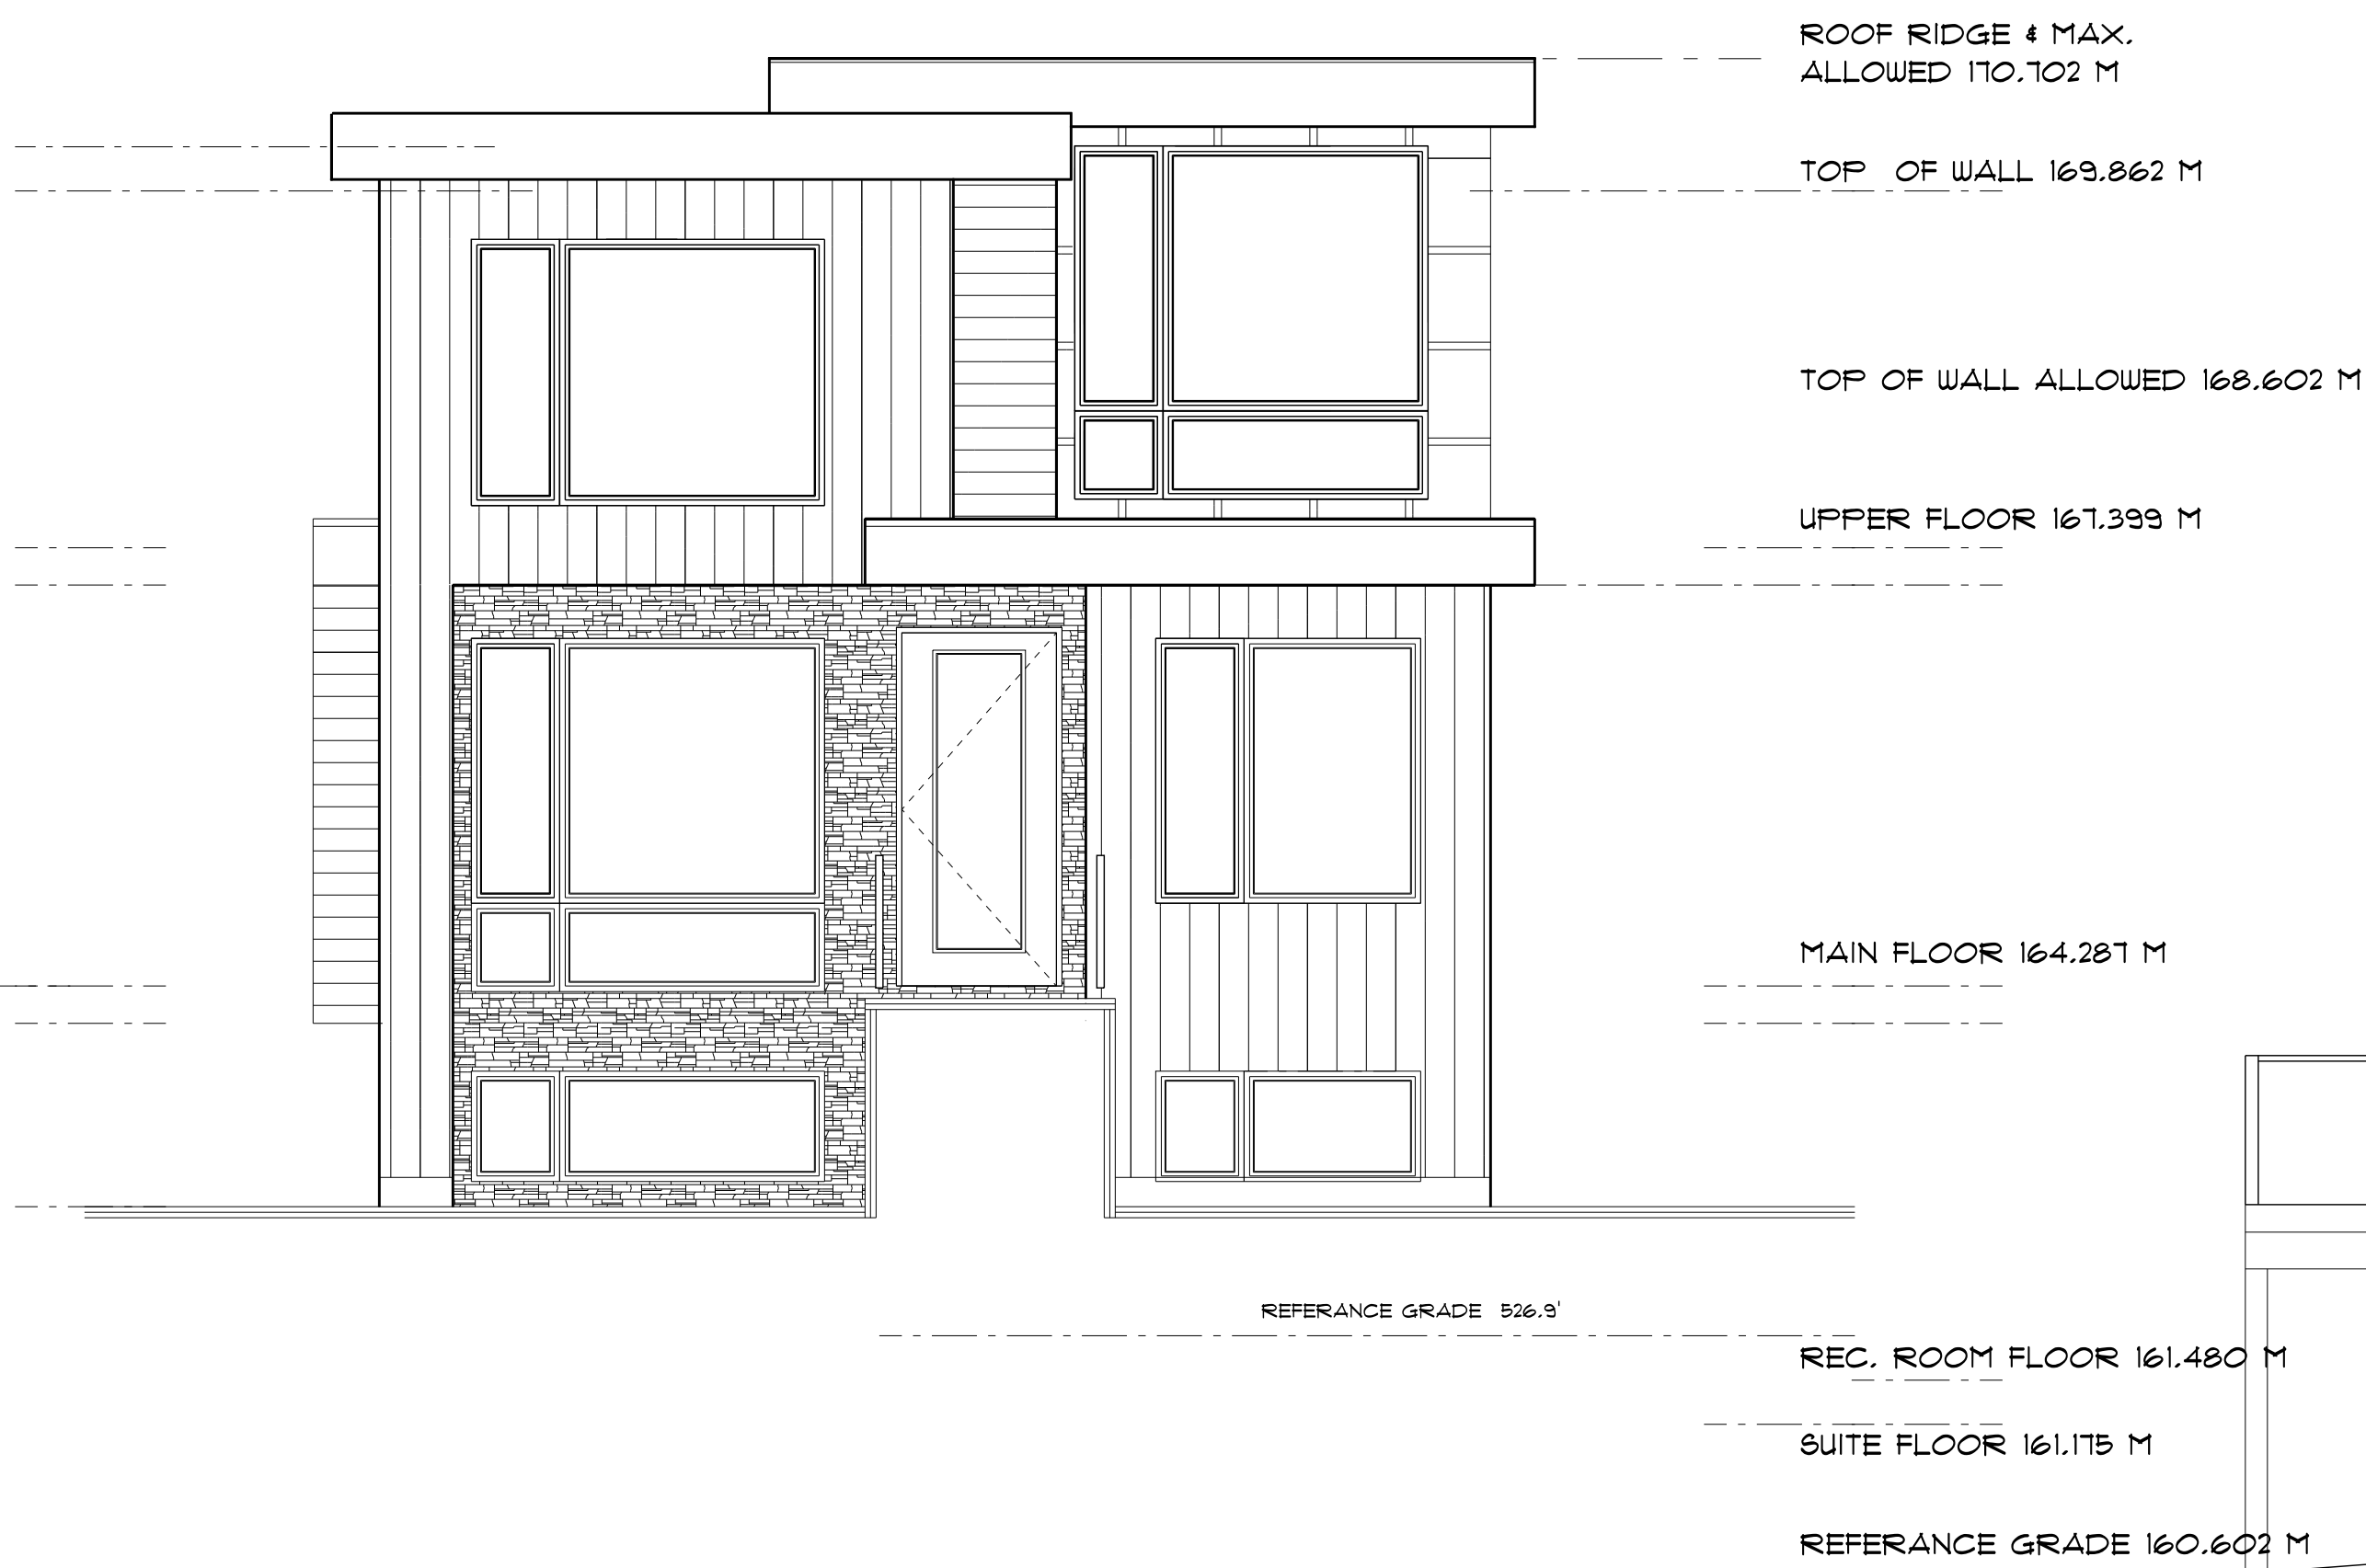 ROOF RIDGE & MAX.
ALLOWED 170.702 M
TOP OF WALL 169.862 M
TOP OF WALL ALLOWED 168.602 M
UPPER FLOOR 167.399 M
MAIN FLOOR 164.287 M
REFERANCE GRADE 526.9'
REC. ROOM FLOOR 161.480 M
SUITE FLOOR 161.175 M
REFERANCE GRADE 160.602 M